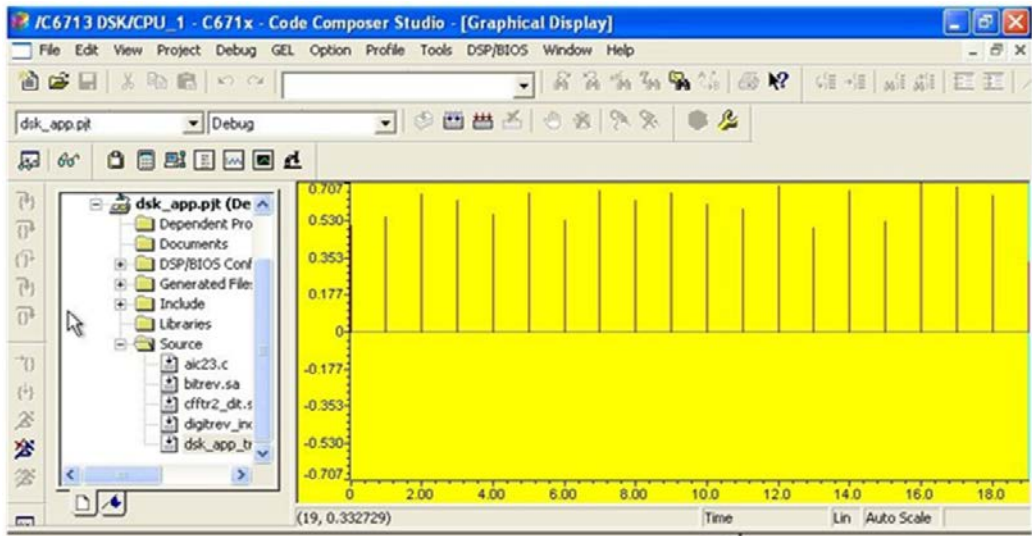 /C6713 DSK/CPU_1 - C671x - Code Composer Studio - [Graphical Display]
File Edit View Project Debug GEL Option Profile Tools DSP/BIOS Window Help
dsk_app.pjt Debug
dsk_app.pjt (De
Dependent Pro
Documents
DSP/BIOS Conf
Generated File:
Include
Libraries
Source
aic23.c
bitrev.sa
cfftr2_dit.s
digitrev_in
dsk_app_t
0.707
0.530
0.353
0.177
0
-0.177
-0.353
-0.530
-0.707
0 2.00 4.00 6.00 8.00 10.0 12.0 14.0 16.0 18.0
(19, 0.332729) Time Lin Auto Scale